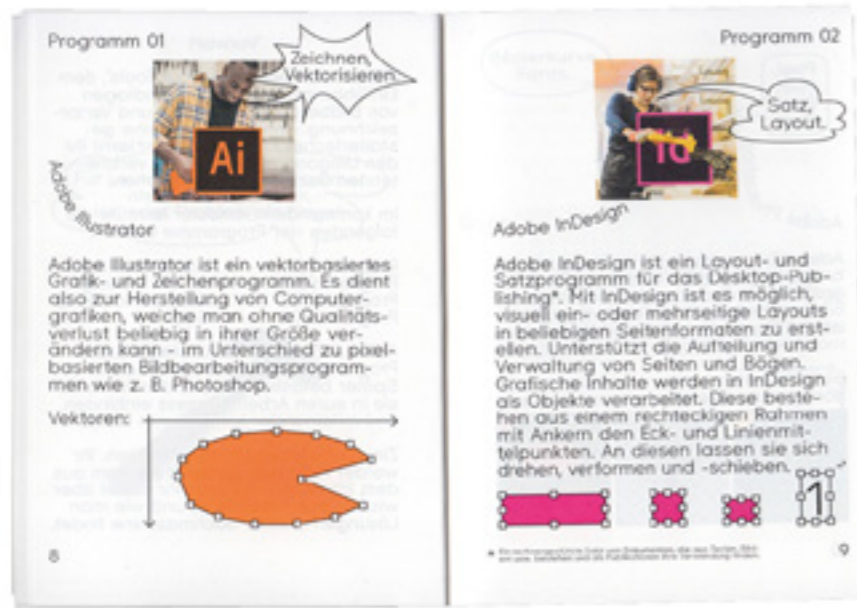 Programm 01
Zeichnen,
Vektorisieren.
Ai
Adobe Illustrator
Adobe Illustrator ist ein vektorbasiertes
Grafik- und Zeichenprogramm. Es dient
also zur Herstellung von Computer-
grafiken, welche man ohne Qualitäts-
verlust beliebig in ihrer Größe ver-
ändern kann - im Unterschied zu pixel-
basierten Bildbearbeitungsprogram-
men wie z. B. Photoshop.
Vektoren:
8
Programm 02
Satz,
Layout.
Id
Adobe InDesign
Adobe InDesign ist ein Layout- und
Satzprogramm für das Desktop-Pub-
lishing*. Mit InDesign ist es möglich,
visuell ein- oder mehrseitige Layouts
in beliebigen Seitenformaten zu erst-
ellen. Unterstützt die Aufteilung und
Verwaltung von Seiten und Bögen.
Grafische Inhalte werden in InDesign
als Objekte verarbeitet. Diese beste-
hen aus einem rechteckigen Rahmen
mit Ankern den Eck- und Linienmit-
telpunkten. An diesen lassen sie sich
drehen, verformen und -schieben.
1
9